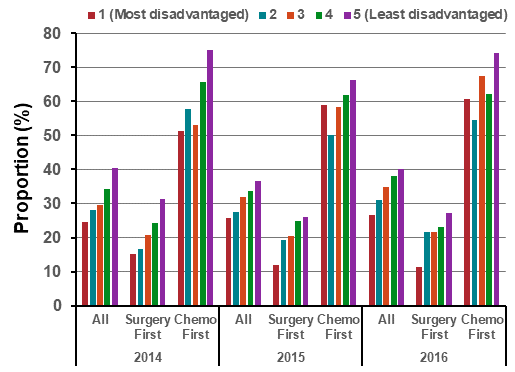 1 (Most disadvantaged) 2 3 4 5 (Least disadvantaged)
Proportion (%)
80
70
60
50
40
30
20
10
0
All Surgery First Chemo First All Surgery First Chemo First All Surgery First Chemo First
2014 2015 2016